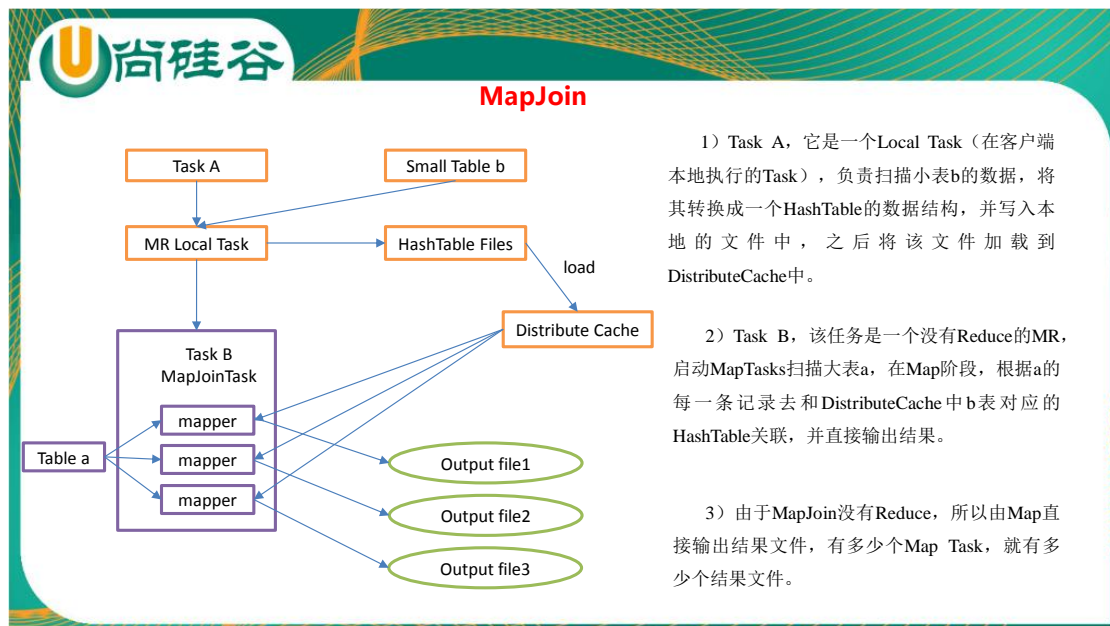 尚硅谷
MapJoin
Task A
Small Table b
MR Local Task
HashTable Files
load
Distribute Cache
Task B
MapJoinTask
mapper
mapper
mapper
Table a
Output file1
Output file2
Output file3
1）Task A，它是一个Local Task（在客户端
本地执行的Task），负责扫描小表b的数据，将
其转换成一个HashTable的数据结构，并写入本
地的文件中，之后将该文件加载到
DistributeCache中。
2）Task B，该任务是一个没有Reduce的MR，
启动MapTasks扫描大表a，在Map阶段，根据a的
每一条记录去和DistributeCache中b表对应的
HashTable关联，并直接输出结果。
3）由于MapJoin没有Reduce，所以由Map直
接输出结果文件，有多少个Map Task，就有多
少个结果文件。